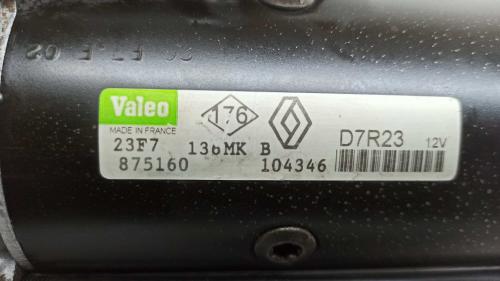 Valeo 176
MADE IN FRANCE D7R23 12V
23F7 136MK B
875160 104346